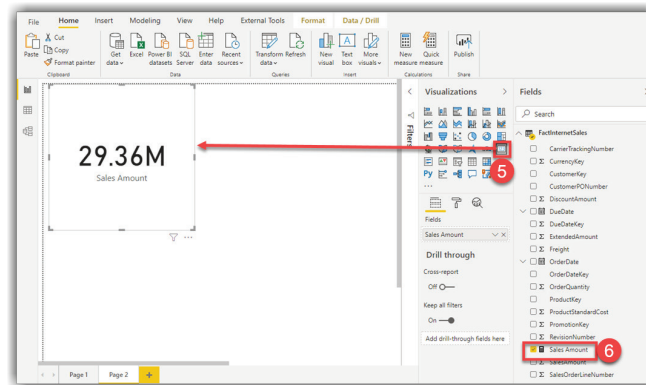 File Home Insert Modeling View Help External Tools Format Data / Drill
Paste
Cut
Copy
Format painter
Clipboard
Get data
Excel
Power BI datasets
SQL Server
Enter data
Recent sources
Data
Transform data
Refresh
Queries
New visual
Text box
More visuals
Insert
New measure
Quick measure
Calculations
Publish
Share
29.36M
Sales Amount
Filters
Visualizations
5
Py
Fields
Sales Amount
Drill through
Cross-report
Off
Keep all filters
On
Add drill-through fields here
Fields
Search
FactInternetSales
CarrierTrackingNumber
CurrencyKey
CustomerKey
CustomerPONumber
DiscountAmount
DueDate
DueDateKey
ExtendedAmount
Freight
OrderDate
OrderDateKey
OrderQuantity
ProductKey
ProductStandardCost
PromotionKey
RevisionNumber
Sales Amount
6
SalesAmount
SalesOrderLineNumber
Page 1 Page 2 +